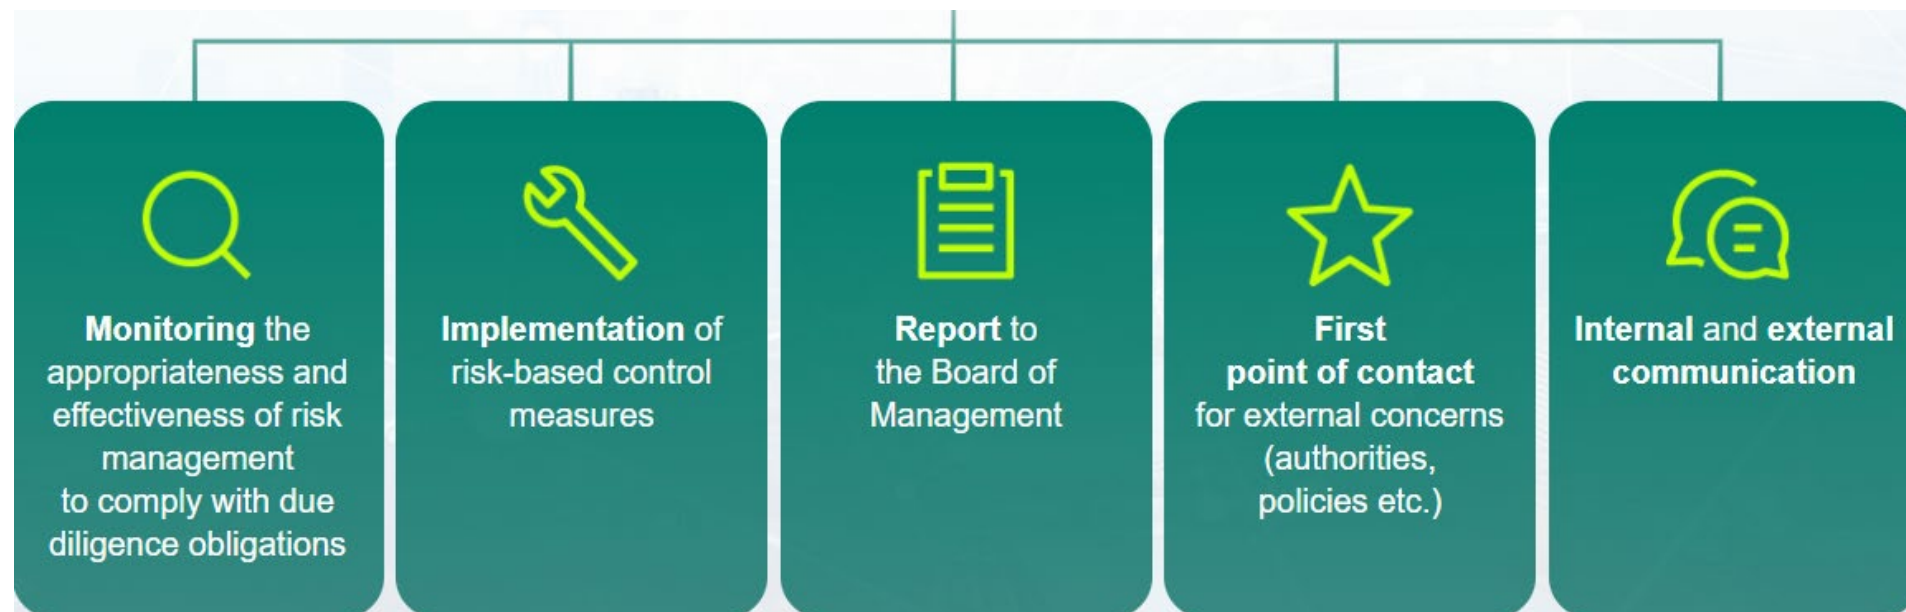 Monitoring the
appropriateness and
effectiveness of risk
management
to comply with due
diligence obligations
Implementation of
risk-based control
measures
Report to
the Board of
Management
First
point of contact
for external concerns
(authorities,
policies etc.)
Internal and external
communication